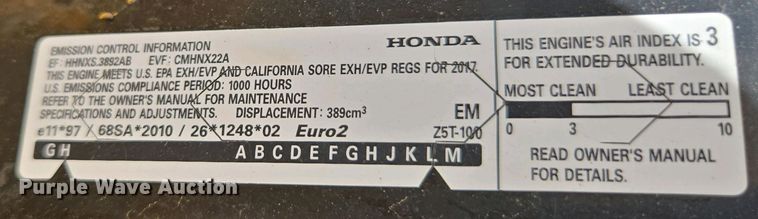 EMISSION CONTROL INFORMATION
HONDA
EF: HHNXS.3892AB EVF: CMHNX22A
THIS ENGINE MEETS U.S. EPA EXH/EVP AND CALIFORNIA SORE EXH/EVP REGS FOR 2017.
U.S. EMISSIONS COMPLIANCE PERIOD: 1000 HOURS
REFER TO THE OWNER'S MANUAL FOR MAINTENANCE
SPECIFICATIONS AND ADJUSTMENTS. DISPLACEMENT: 389cm³ EM
e11*97 / 68SA*2010 / 26*1248*02 Euro2 Z5T-10/0
G H A B C D E F G H J K L M
THIS ENGINE'S AIR INDEX IS 3
FOR EXTENDED DURABILITY.
MOST CLEAN LEAST CLEAN
0 3 10
READ OWNER'S MANUAL
FOR DETAILS.
Purple Wave Auction